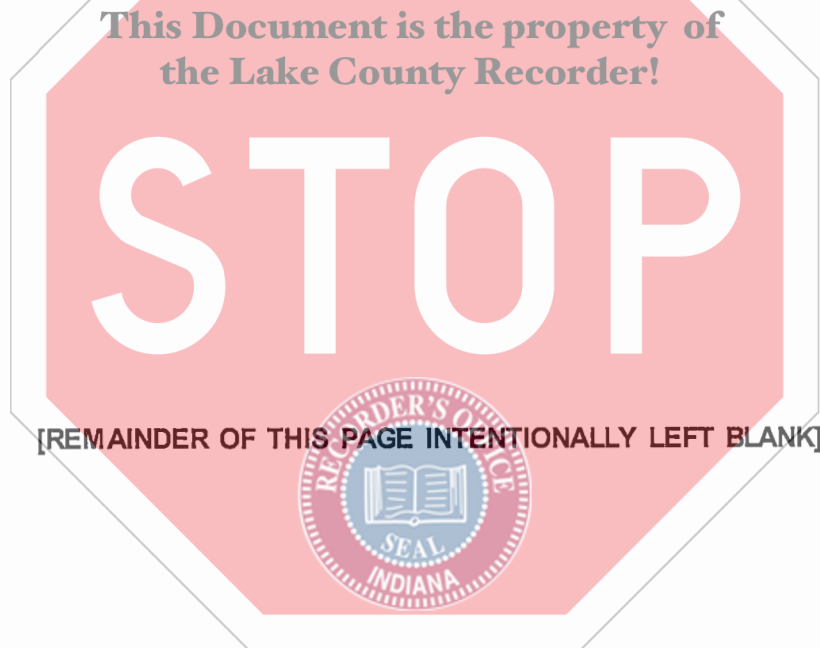 This Document is the property of
the Lake County Recorder!
STOP
[REMAINDER OF THIS PAGE INTENTIONALLY LEFT BLANK]
RECORDER'S OFFICE
SEAL
INDIANA